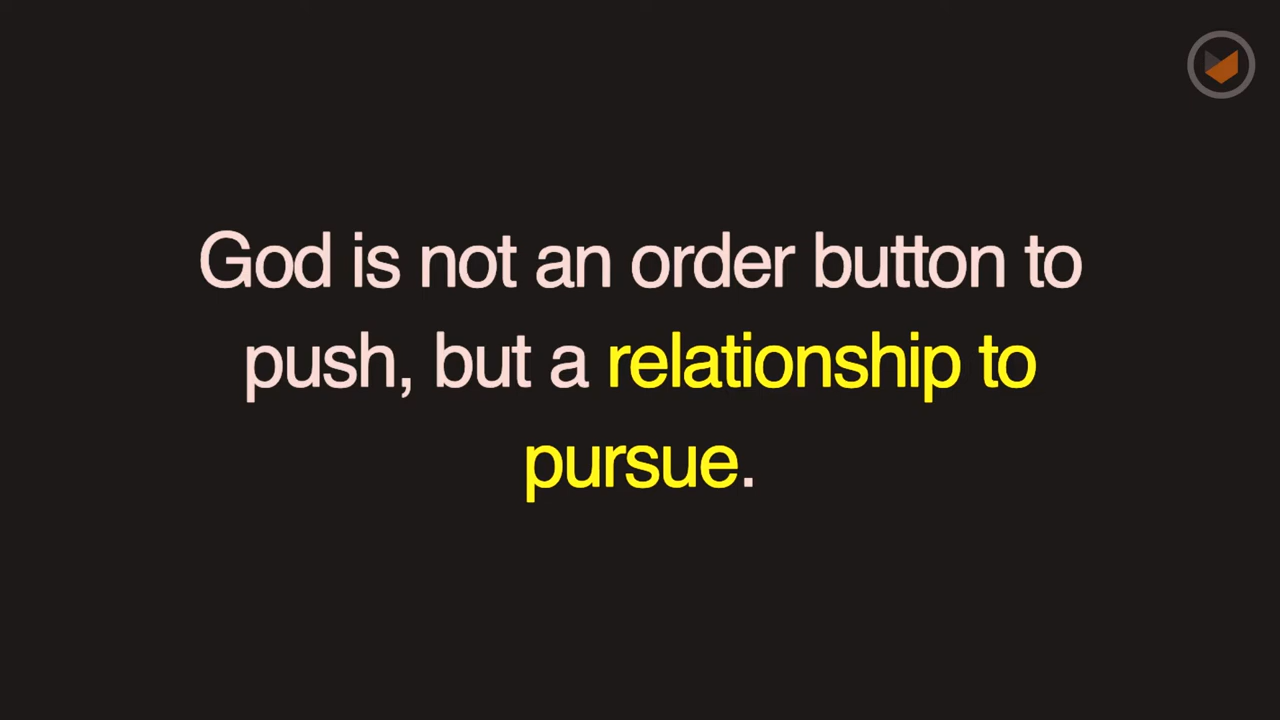 God is not an order button to
push, but a relationship to
pursue.